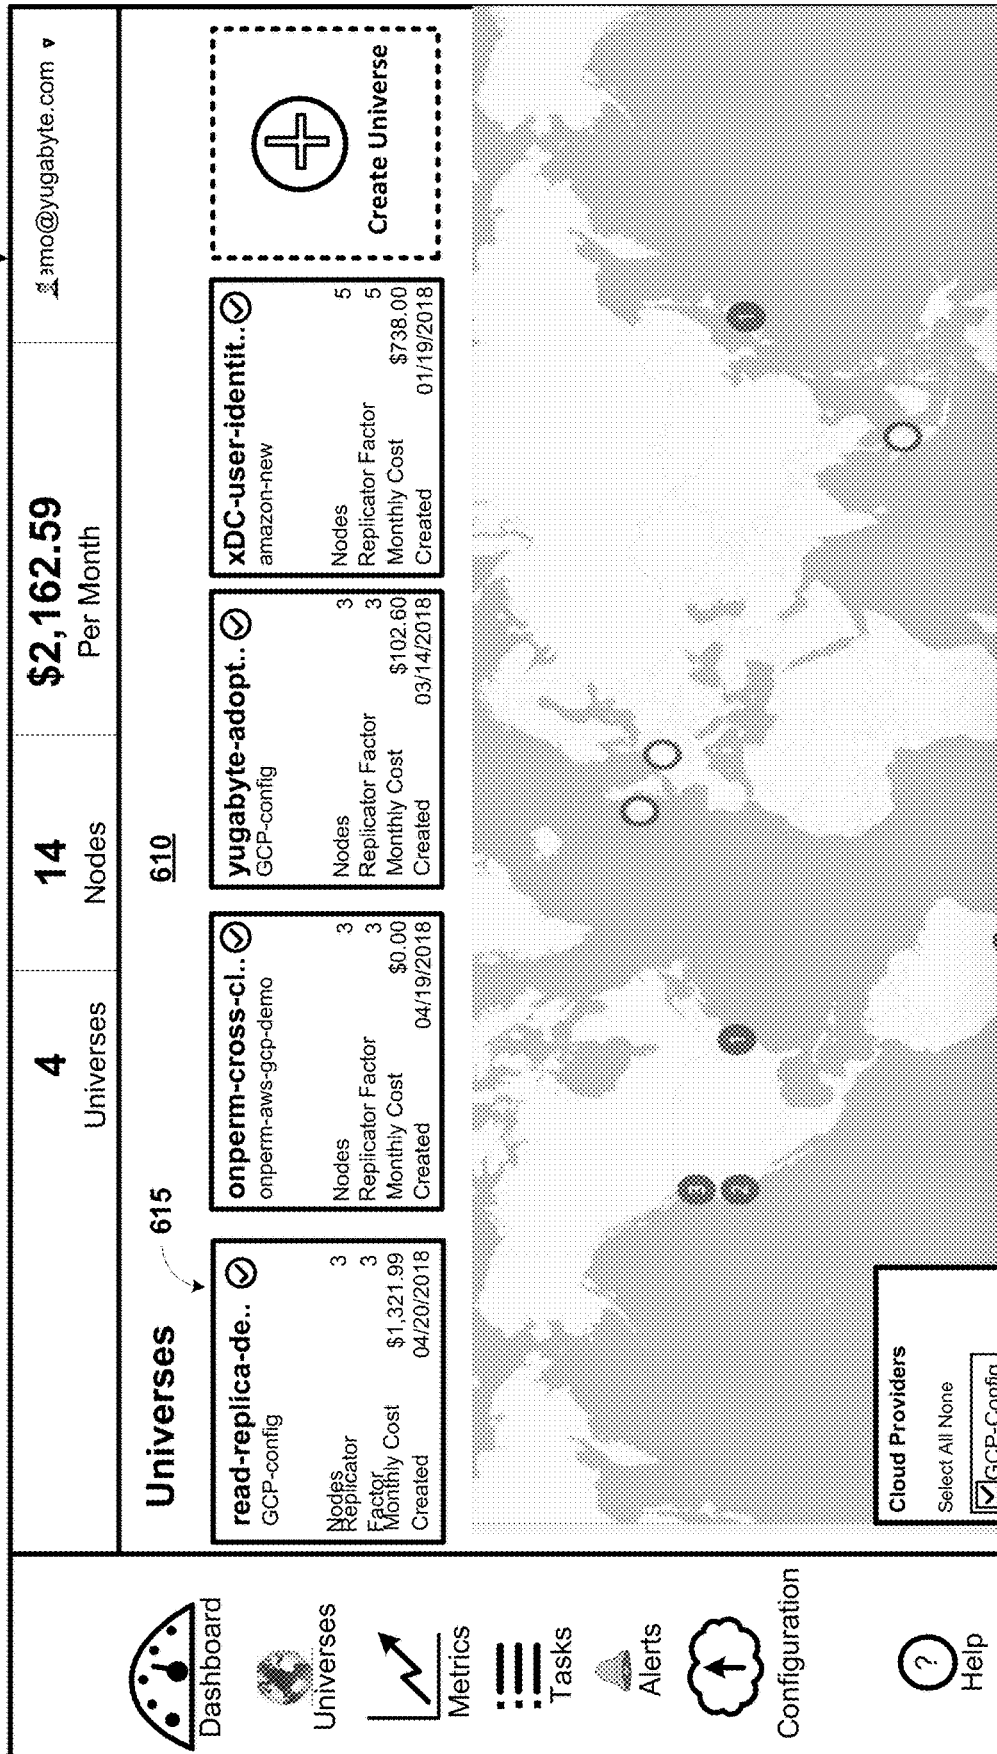 4
Universes
14
Nodes
$2,162.59
Per Month
emo@yugabyte.com
Dashboard
Universes
Metrics
Tasks
Alerts
Configuration
? Help
Universes
615
610
read-replica-de..
GCP-config
Nodes 3
Replicator Factor 3
Monthly Cost $1,321.99
Created 04/20/2018
onperm-cross-cl..
onperm-aws-gcp-demo
Nodes 3
Replicator Factor 3
Monthly Cost $0.00
Created 04/19/2018
yugabyte-adopt..
GCP-config
Nodes 3
Replicator Factor 3
Monthly Cost $102.60
Created 03/14/2018
xDC-user-identit..
amazon-new
Nodes 5
Replicator Factor 5
Monthly Cost $738.00
Created 01/19/2018
Create Universe
Cloud Providers
Select All None
GCP-Config